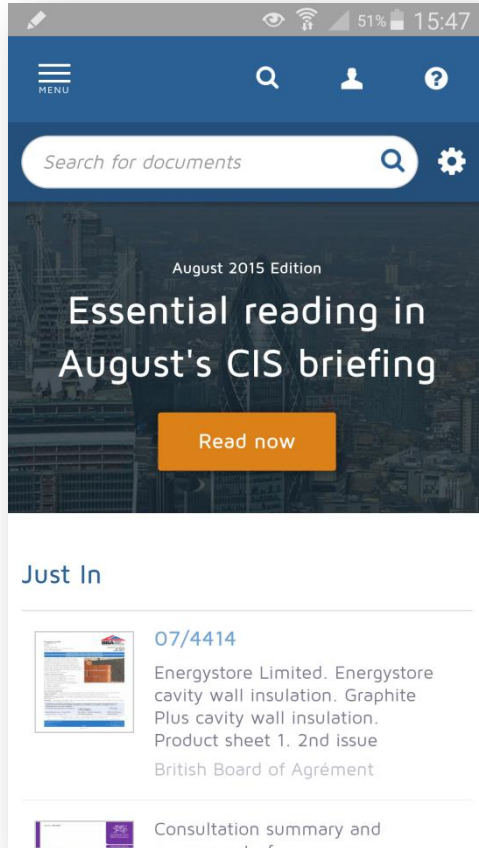 51% 15:47
MENU
Search for documents
August 2015 Edition
Essential reading in
August's CIS briefing
Read now
Just In
07/4414
Energystore Limited. Energystore
cavity wall insulation. Graphite
Plus cavity wall insulation.
Product sheet 1. 2nd issue
British Board of Agrément
Consultation summary and